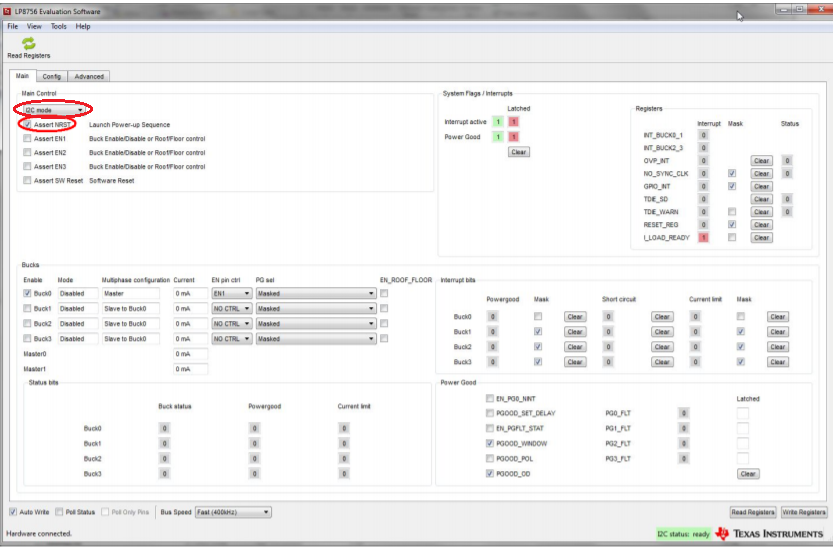 LP8756 Evaluation Software
File View Tools Help
Read Registers
Main Config Advanced
Main Control
I2C mode
Assert NRST Launch Power-up Sequence
Assert EN1 Buck Enable/Disable or Roof/Floor control
Assert EN2 Buck Enable/Disable or Roof/Floor control
Assert EN3 Buck Enable/Disable or Roof/Floor control
Assert SW Reset Software Reset
System Flags / Interrupts
Latched
Interrupt active 1 1
Power Good 1 1
Clear
Registers
Interrupt Mask Status
INT_BUCK0_1 0
INT_BUCK2_3 0
OVP_INT 0 Clear 0
NO_SYNC_CLK 0 Clear 0
GPIO_INT 0 Clear
TDIE_SD 0 Clear 0
TDIE_WARN 0 Clear 0
RESET_REG 0 Clear
I_LOAD_READY 1 Clear
Bucks
Enable Mode Multiphase configuration Current EN pin ctrl PG sel EN_ROOF_FLOOR
Buck0 Disabled Master 0 mA EN1 Masked
Buck1 Disabled Slave to Buck0 0 mA NO CTRL Masked
Buck2 Disabled Slave to Buck0 0 mA NO CTRL Masked
Buck3 Disabled Slave to Buck0 0 mA NO CTRL Masked
Master0 0 mA
Master1 0 mA
Interrupt bits
Powergood Mask Short circuit Current limit Mask
Buck0 0 Clear 0 Clear 0 Clear
Buck1 0 Clear 0 Clear 0 Clear
Buck2 0 Clear 0 Clear 0 Clear
Buck3 0 Clear 0 Clear 0 Clear
Status bits
Buck status Powergood Current limit
Buck0 0 0 0
Buck1 0 0 0
Buck2 0 0 0
Buck3 0 0 0
Power Good
EN_PG0_NINT Latched
PGOOD_SET_DELAY PG0_FLT 0
EN_PGFLT_STAT PG1_FLT 0
PGOOD_WINDOW PG2_FLT 0
PGOOD_POL PG3_FLT 0
PGOOD_OD Clear
Auto Write Poll Status Poll Only Pins Bus Speed Fast (400kHz) Read Registers Write Registers
Hardware connected. I2C status: ready TEXAS INSTRUMENTS